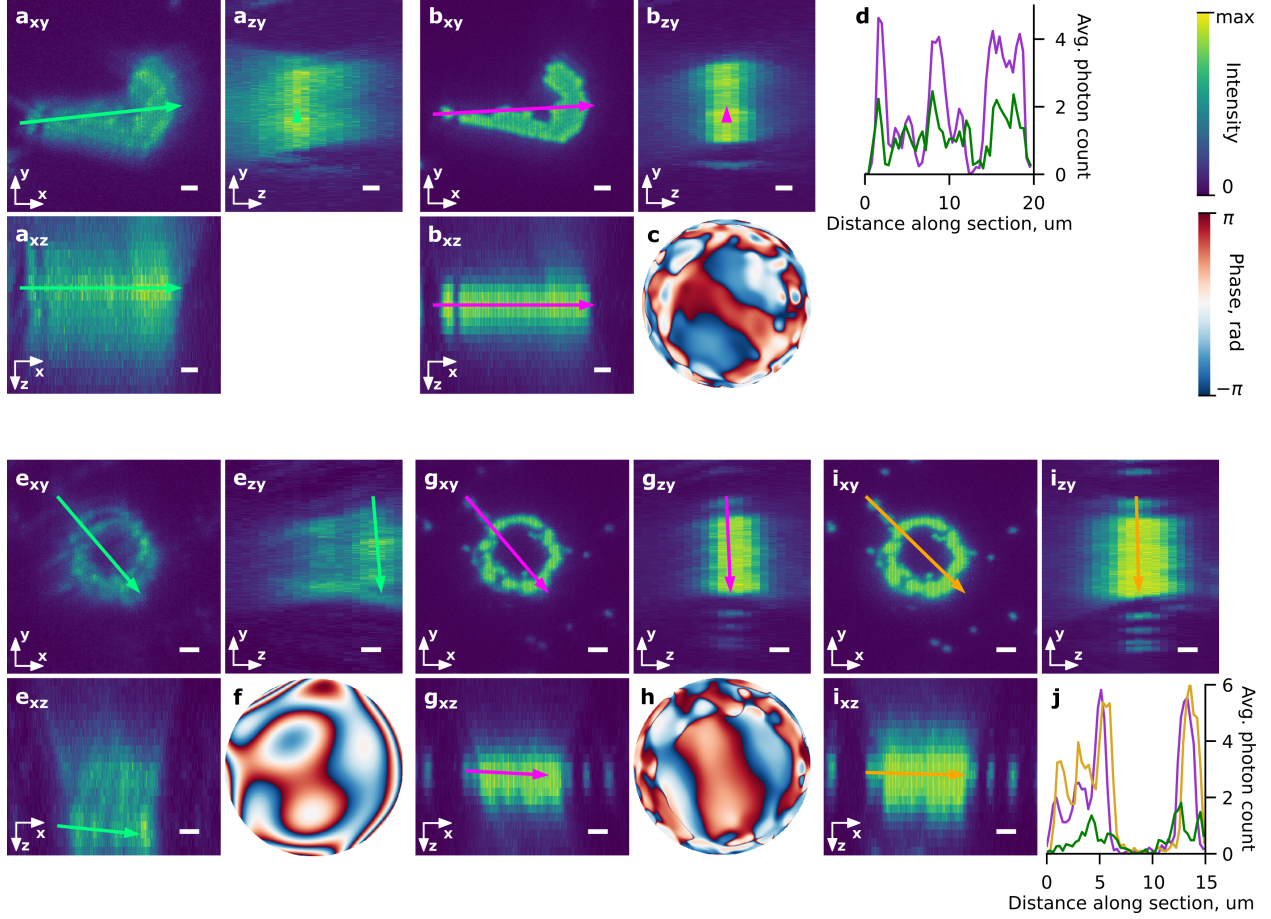 a_xy
a_zy
b_xy
b_zy
d
y
x
y
z
y
x
y
z
4
2
0
Avg. photon count
0
10
20
Distance along section, um
max
Intensity
0
a_xz
b_xz
c
x
z
x
z
π
Phase, rad
−π
e_xy
e_zy
g_xy
g_zy
i_xy
i_zy
y
x
y
z
y
x
y
z
y
x
y
z
e_xz
f
g_xz
h
i_xz
j
x
z
x
z
x
z
6
4
2
0
Avg. photon count
0
5
10
15
Distance along section, um